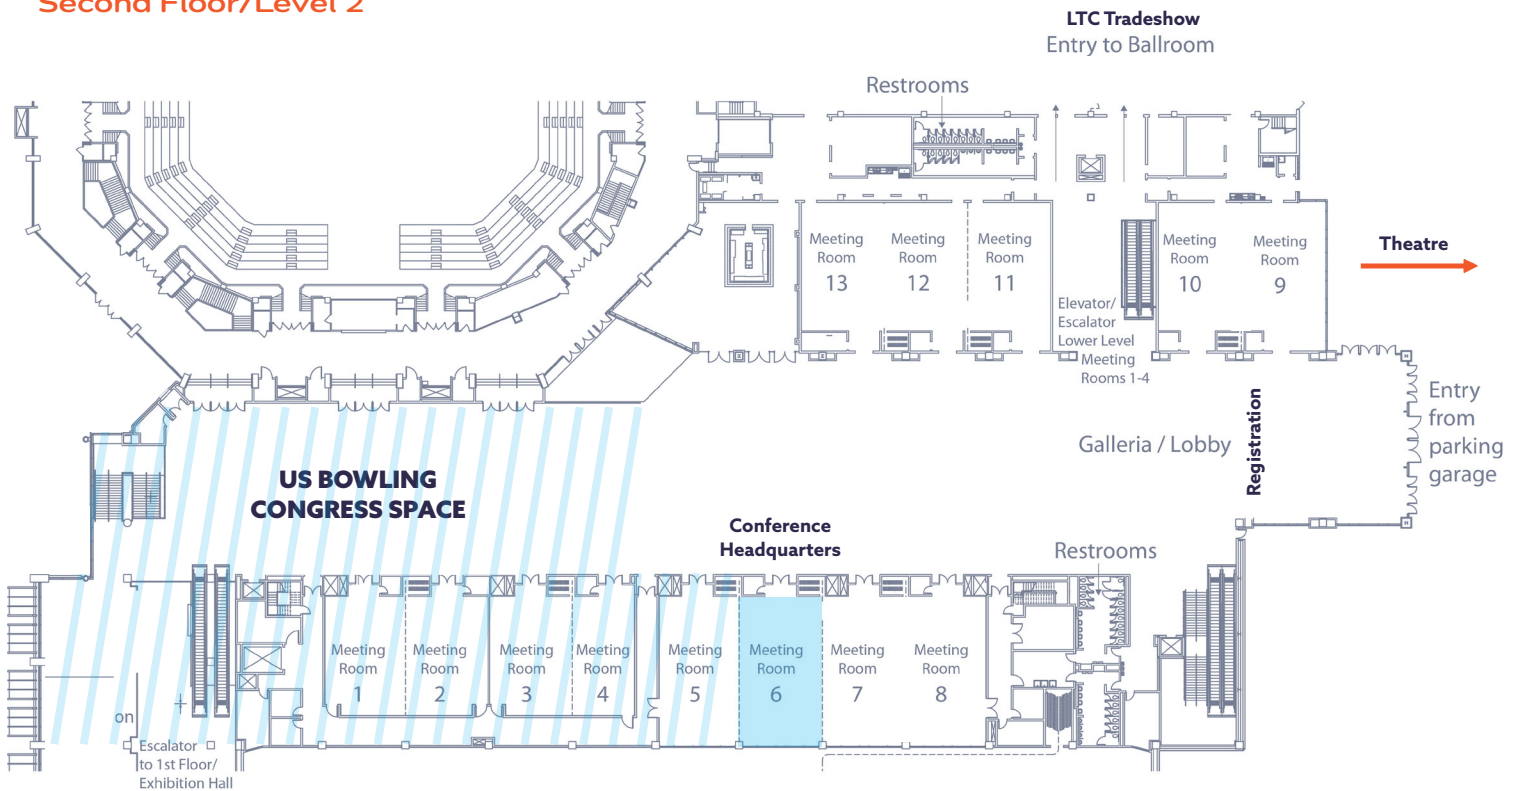 Second Floor/Level 2
LTC Tradeshow
Entry to Ballroom
Restrooms
Meeting
Room
13
Meeting
Room
12
Meeting
Room
11
Meeting
Room
10
Meeting
Room
9
Theatre
Elevator/
Escalator
Lower Level
Meeting
Rooms 1-4
Entry
from
parking
garage
Galleria / Lobby
Registration
US BOWLING
CONGRESS SPACE
Conference
Headquarters
Restrooms
Meeting
Room
1
Meeting
Room
2
Meeting
Room
3
Meeting
Room
4
Meeting
Room
5
Meeting
Room
6
Meeting
Room
7
Meeting
Room
8
on
Escalator
to 1st Floor/
Exhibition Hall